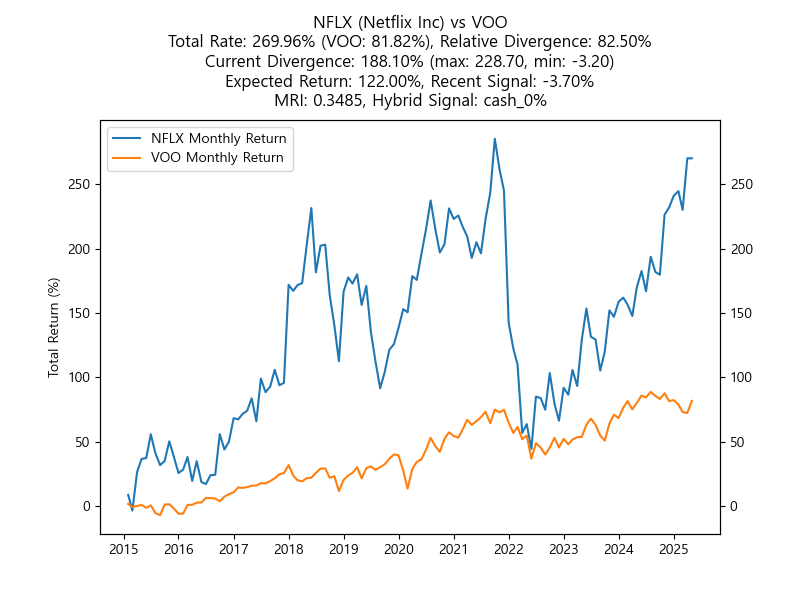 NFLX (Netflix Inc) vs VOO
Total Rate: 269.96% (VOO: 81.82%), Relative Divergence: 82.50%
Current Divergence: 188.10% (max: 228.70, min: -3.20)
Expected Return: 122.00%, Recent Signal: -3.70%
MRI: 0.3485, Hybrid Signal: cash_0%
NFLX Monthly Return
VOO Monthly Return
Total Return (%)
250 250
200 200
150 150
100 100
50 50
0 0
2015 2016 2017 2018 2019 2020 2021 2022 2023 2024 2025